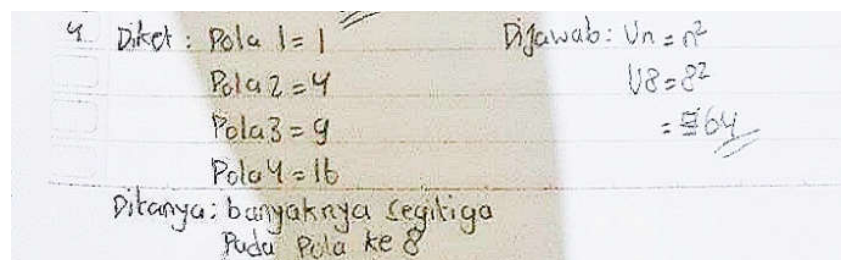 4. Diket : Pola 1 = 1
Pola 2 = 4
Pola 3 = 9
Pola 4 = 16
Ditanya : banyaknya segitiga
Pada Pola ke 8
Dijawab : Un = n²
U8 = 8²
= 64